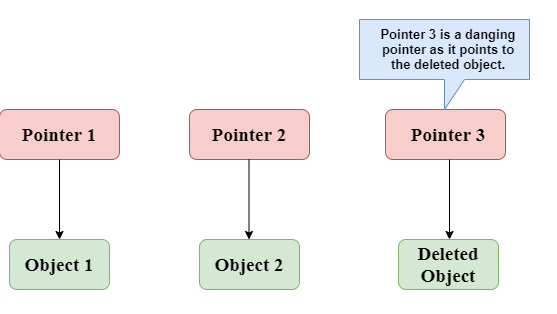 Pointer 3 is a danging
pointer as it points to
the deleted object.
Pointer 1
Pointer 2
Pointer 3
Object 1
Object 2
Deleted
Object